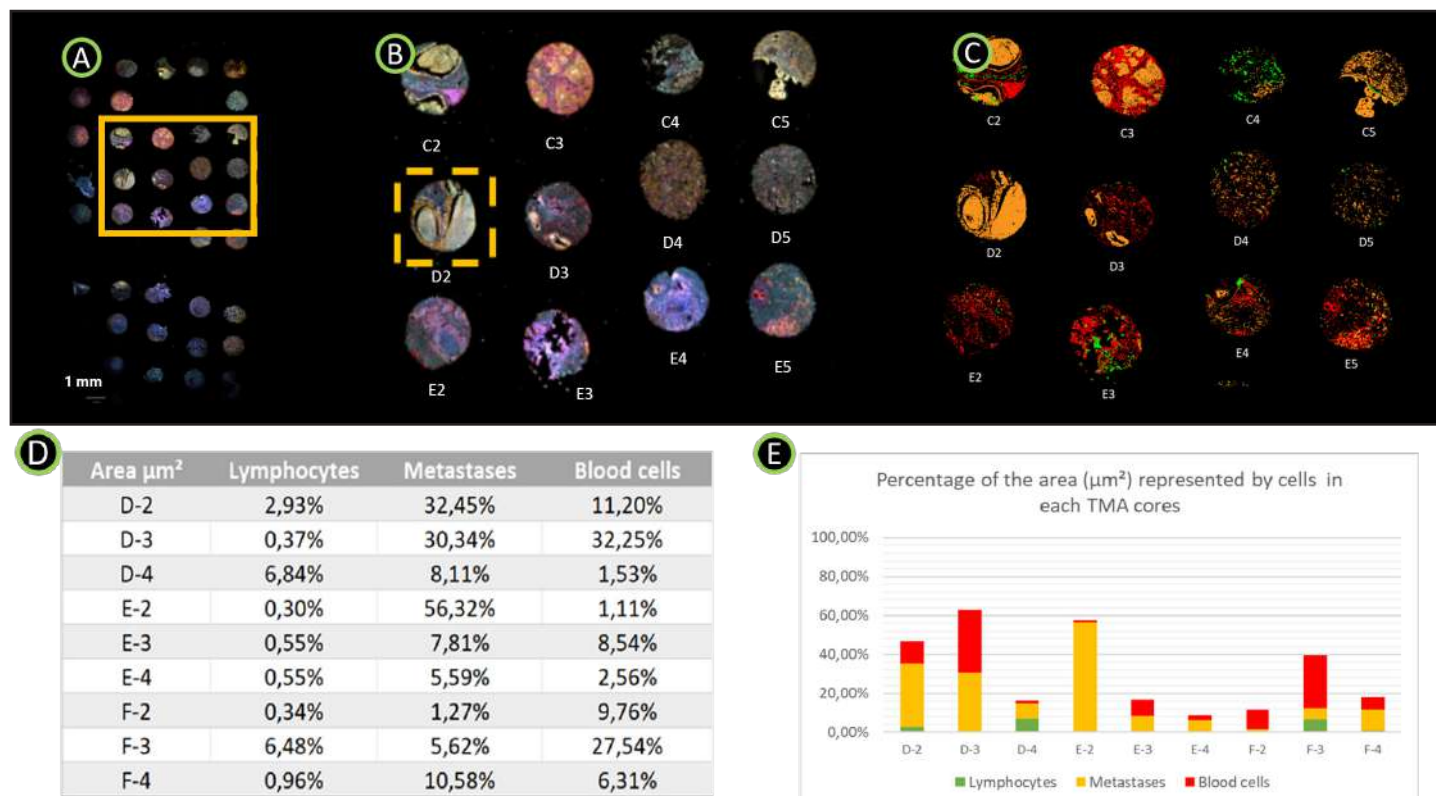 A
1 mm
B
C2
C3
C4
C5
D2
D3
D4
D5
E2
E3
E4
E5
C
C2
C3
C4
C5
D2
D3
D4
D5
E2
E3
E4
E5
D
Area µm² Lymphocytes Metastases Blood cells
D-2 2,93% 32,45% 11,20%
D-3 0,37% 30,34% 32,25%
D-4 6,84% 8,11% 1,53%
E-2 0,30% 56,32% 1,11%
E-3 0,55% 7,81% 8,54%
E-4 0,55% 5,59% 2,56%
F-2 0,34% 1,27% 9,76%
F-3 6,48% 5,62% 27,54%
F-4 0,96% 10,58% 6,31%
E
Percentage of the area (µm²) represented by cells in
each TMA cores
100,00%
80,00%
60,00%
40,00%
20,00%
0,00%
D-2 D-3 D-4 E-2 E-3 E-4 F-2 F-3 F-4
Lymphocytes Metastases Blood cells